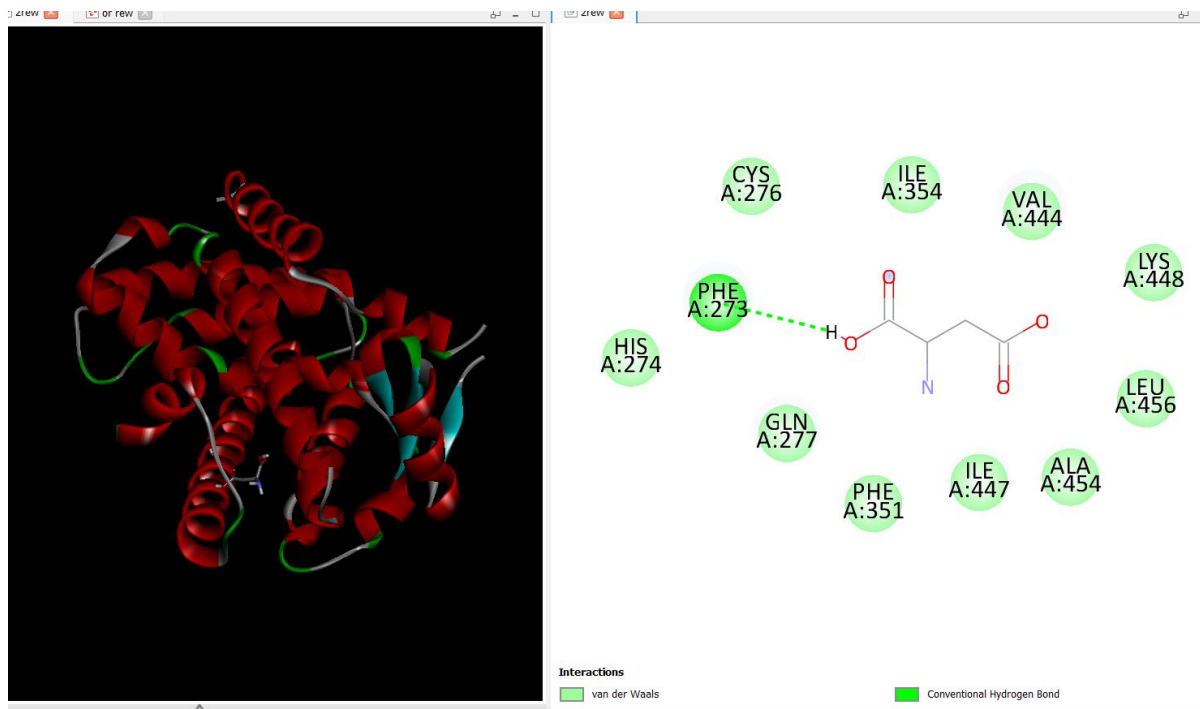 2rew
or rew
2rew
CYS
A:276
ILE
A:354
VAL
A:444
LYS
A:448
PHE
A:273
H
O
O
HIS
A:274
O
O
N
LEU
A:456
GLN
A:277
PHE
A:351
ILE
A:447
ALA
A:454
Interactions
van der Waals
Conventional Hydrogen Bond